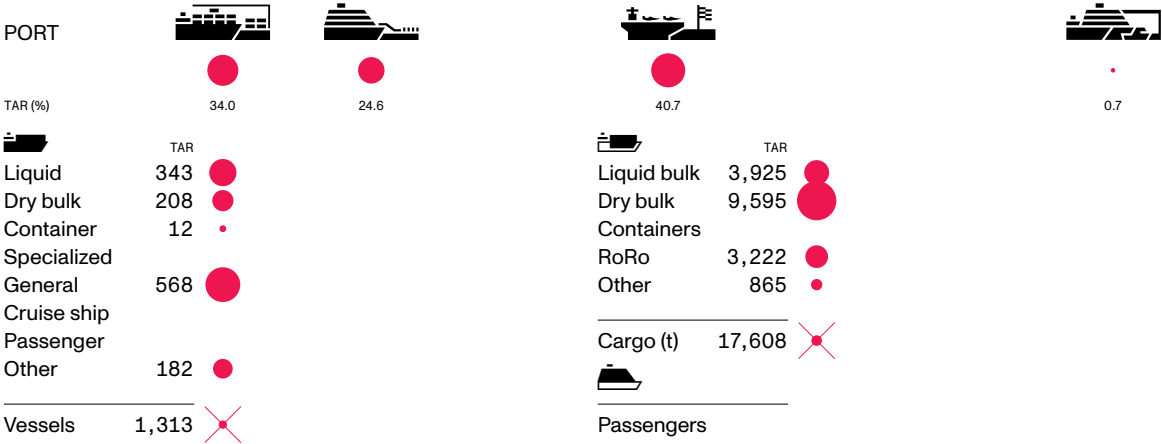 PORT
TAR (%) 34.0 24.6 40.7 0.7
TAR
Liquid 343
Dry bulk 208
Container 12
Specialized
General 568
Cruise ship
Passenger
Other 182
Vessels 1,313
TAR
Liquid bulk 3,925
Dry bulk 9,595
Containers
RoRo 3,222
Other 865
Cargo (t) 17,608
Passengers